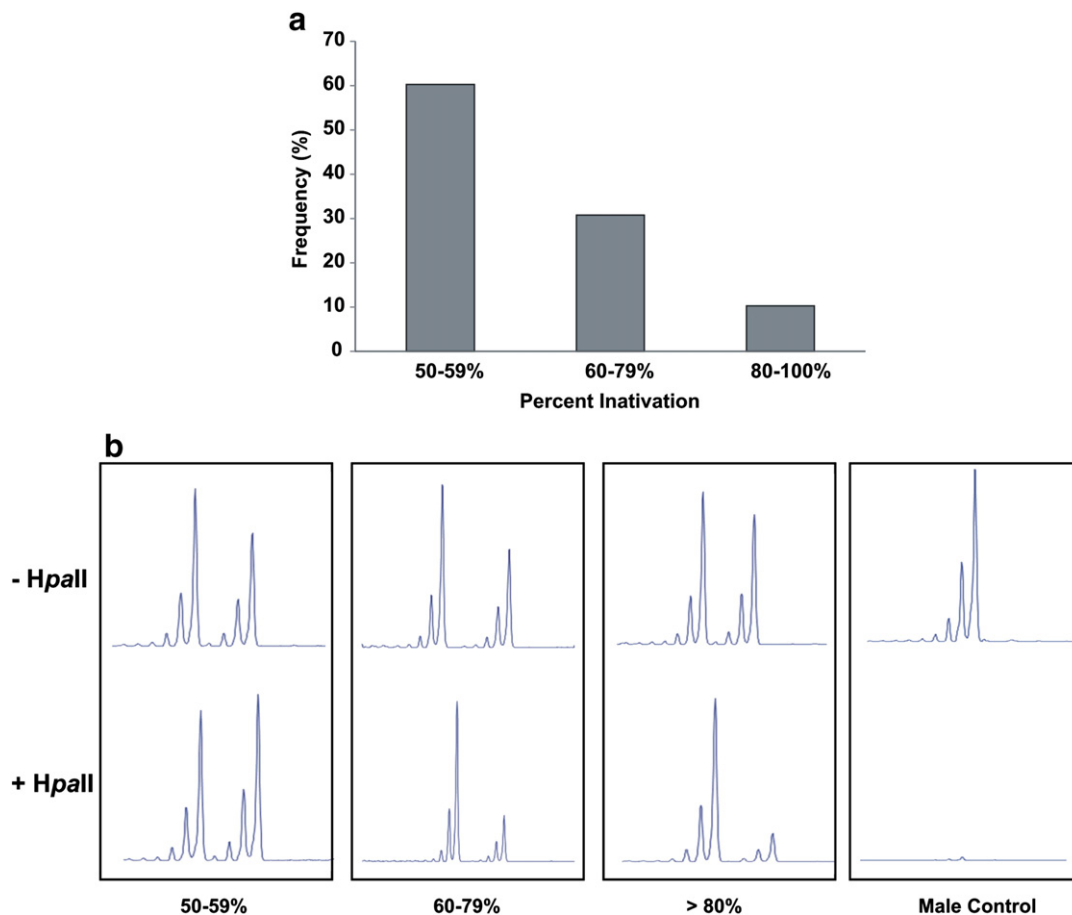 a
70
60
50
40
30
20
10
0
Frequency (%)
50-59%
60-79%
80-100%
Percent Inativation
b
- HpaII
+ HpaII
50-59%
60-79%
> 80%
Male Control